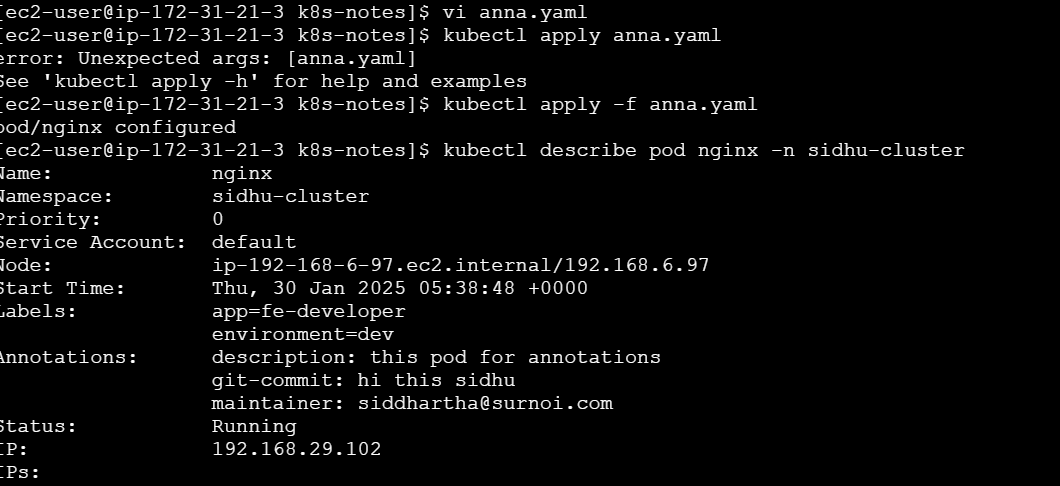 [ec2-user@ip-172-31-21-3 k8s-notes]$ vi anna.yaml
[ec2-user@ip-172-31-21-3 k8s-notes]$ kubectl apply anna.yaml
error: Unexpected args: [anna.yaml]
See 'kubectl apply -h' for help and examples
[ec2-user@ip-172-31-21-3 k8s-notes]$ kubectl apply -f anna.yaml
pod/nginx configured
[ec2-user@ip-172-31-21-3 k8s-notes]$ kubectl describe pod nginx -n sidhu-cluster
Name: nginx
Namespace: sidhu-cluster
Priority: 0
Service Account: default
Node: ip-192-168-6-97.ec2.internal/192.168.6.97
Start Time: Thu, 30 Jan 2025 05:38:48 +0000
Labels: app=fe-developer
environment=dev
Annotations: description: this pod for annotations
git-commit: hi this sidhu
maintainer: siddhartha@surnoi.com
Status: Running
IP: 192.168.29.102
IPs: